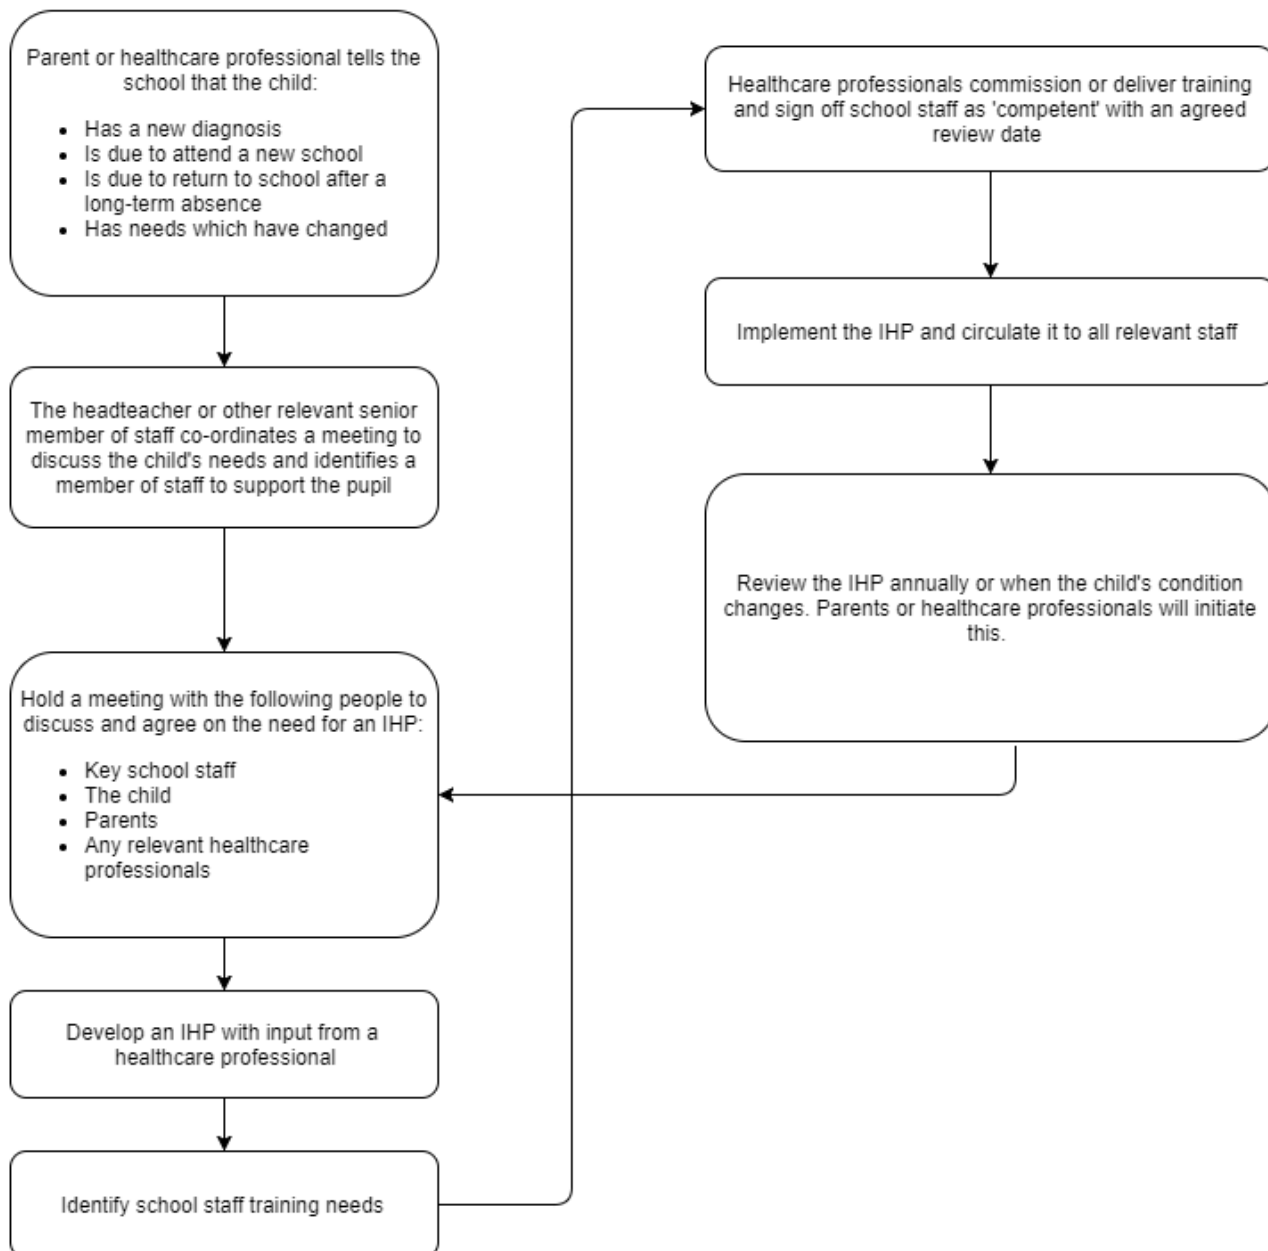 Parent or healthcare professional tells the
school that the child:
• Has a new diagnosis
• Is due to attend a new school
• Is due to return to school after a
long-term absence
• Has needs which have changed
The headteacher or other relevant senior
member of staff co-ordinates a meeting to
discuss the child's needs and identifies a
member of staff to support the pupil
Hold a meeting with the following people to
discuss and agree on the need for an IHP:
• Key school staff
• The child
• Parents
• Any relevant healthcare
professionals
Develop an IHP with input from a
healthcare professional
Identify school staff training needs
Healthcare professionals commission or deliver training
and sign off school staff as 'competent' with an agreed
review date
Implement the IHP and circulate it to all relevant staff
Review the IHP annually or when the child's condition
changes. Parents or healthcare professionals will initiate
this.